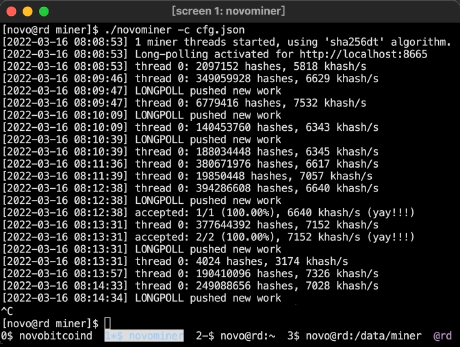 [screen 1: novominer]
[novo@rd miner]$ ./novominer -c cfg.json
[2022-03-16 08:08:53] 1 miner threads started, using 'sha256dt' algorithm.
[2022-03-16 08:08:53] Long-polling activated for http://localhost:8665
[2022-03-16 08:08:53] thread 0: 2097152 hashes, 5818 khash/s
[2022-03-16 08:09:46] thread 0: 349059928 hashes, 6629 khash/s
[2022-03-16 08:09:47] LONGPOLL pushed new work
[2022-03-16 08:09:47] thread 0: 6779416 hashes, 7532 khash/s
[2022-03-16 08:10:09] LONGPOLL pushed new work
[2022-03-16 08:10:09] thread 0: 140453760 hashes, 6343 khash/s
[2022-03-16 08:10:39] LONGPOLL pushed new work
[2022-03-16 08:10:39] thread 0: 188034448 hashes, 6345 khash/s
[2022-03-16 08:11:36] thread 0: 380671976 hashes, 6617 khash/s
[2022-03-16 08:11:39] thread 0: 19850448 hashes, 7057 khash/s
[2022-03-16 08:12:38] thread 0: 394286608 hashes, 6640 khash/s
[2022-03-16 08:12:38] LONGPOLL pushed new work
[2022-03-16 08:12:38] accepted: 1/1 (100.00%), 6640 khash/s (yay!!!)
[2022-03-16 08:13:31] thread 0: 377644392 hashes, 7152 khash/s
[2022-03-16 08:13:31] accepted: 2/2 (100.00%), 7152 khash/s (yay!!!)
[2022-03-16 08:13:31] LONGPOLL pushed new work
[2022-03-16 08:13:31] thread 0: 4024 hashes, 3174 khash/s
[2022-03-16 08:13:57] thread 0: 190410096 hashes, 7326 khash/s
[2022-03-16 08:14:33] thread 0: 249088656 hashes, 7028 khash/s
[2022-03-16 08:14:34] LONGPOLL pushed new work
^C
[novo@rd miner]$
0$ novobitcoind 1*$ novominer 2-$ novo@rd:~ 3$ novo@rd:/data/miner @rd